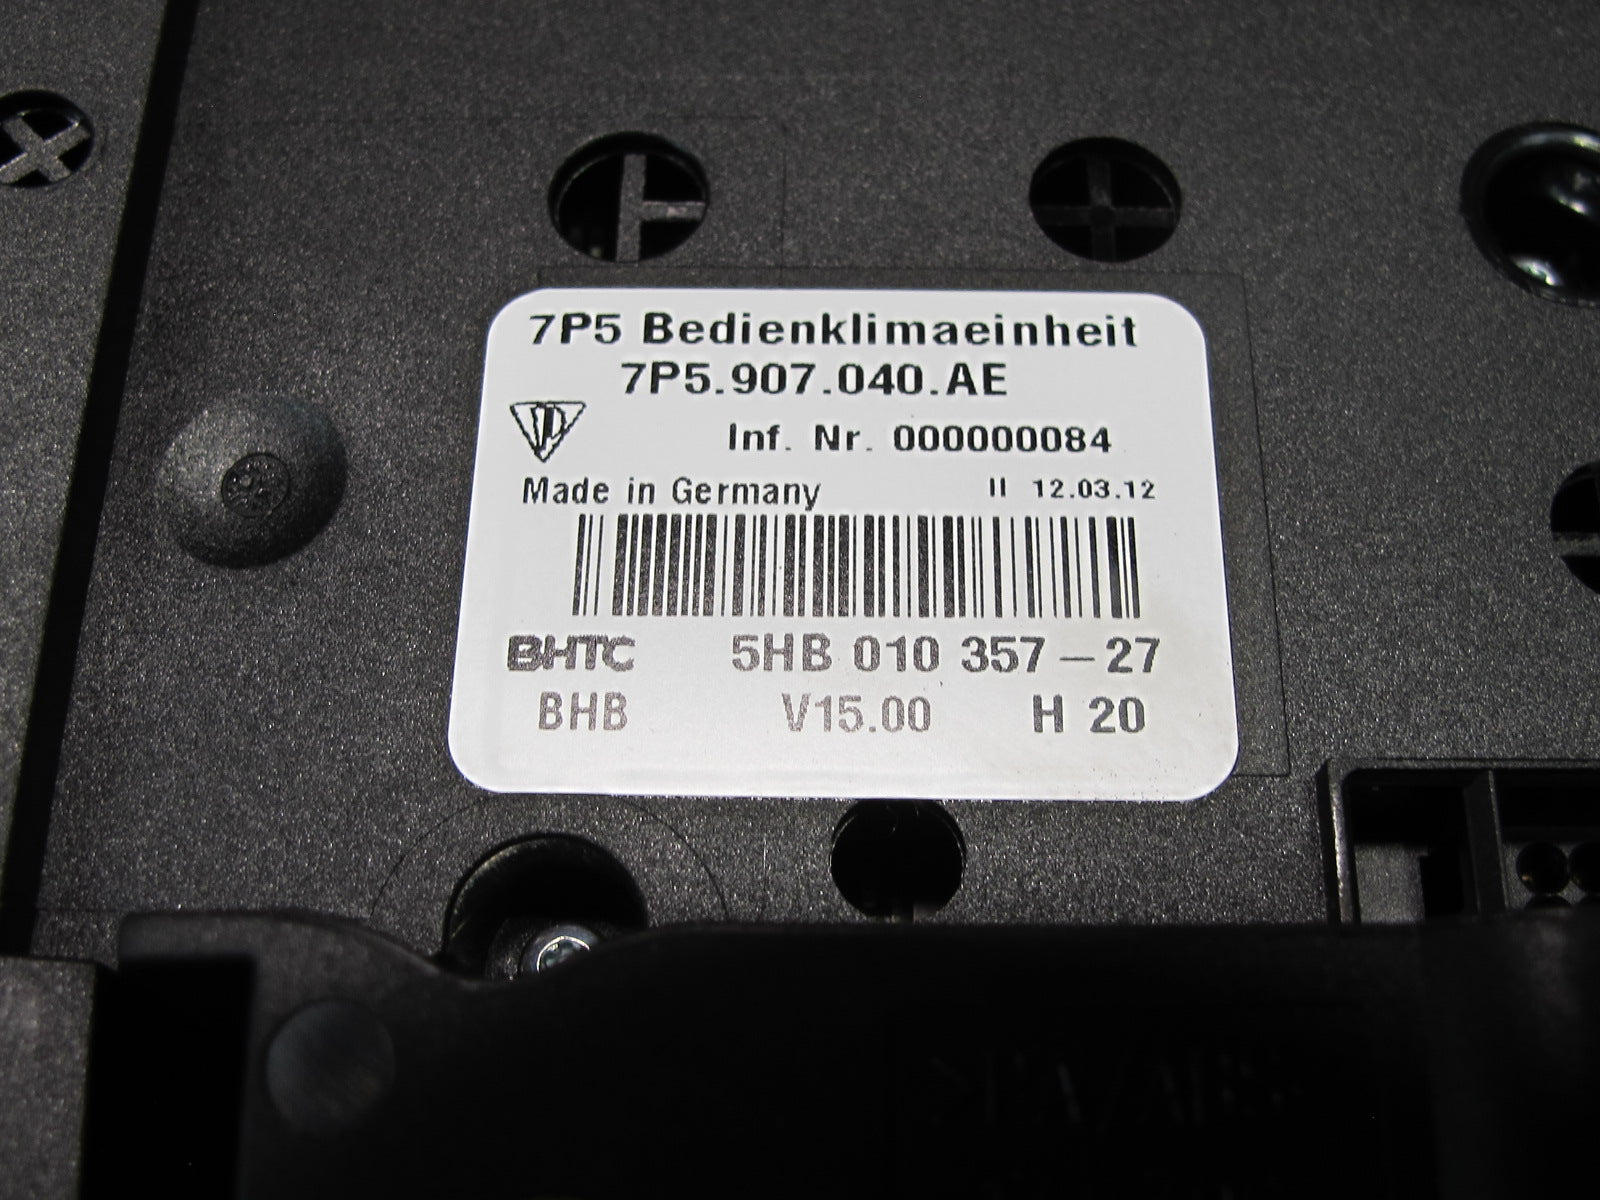 7P5 Bedienklimaeinheit
7P5.907.040.AE
Inf. Nr. 000000084
Made in Germany II 12.03.12
BHTC 5HB 010 357-27
BHB V15.00 H 20